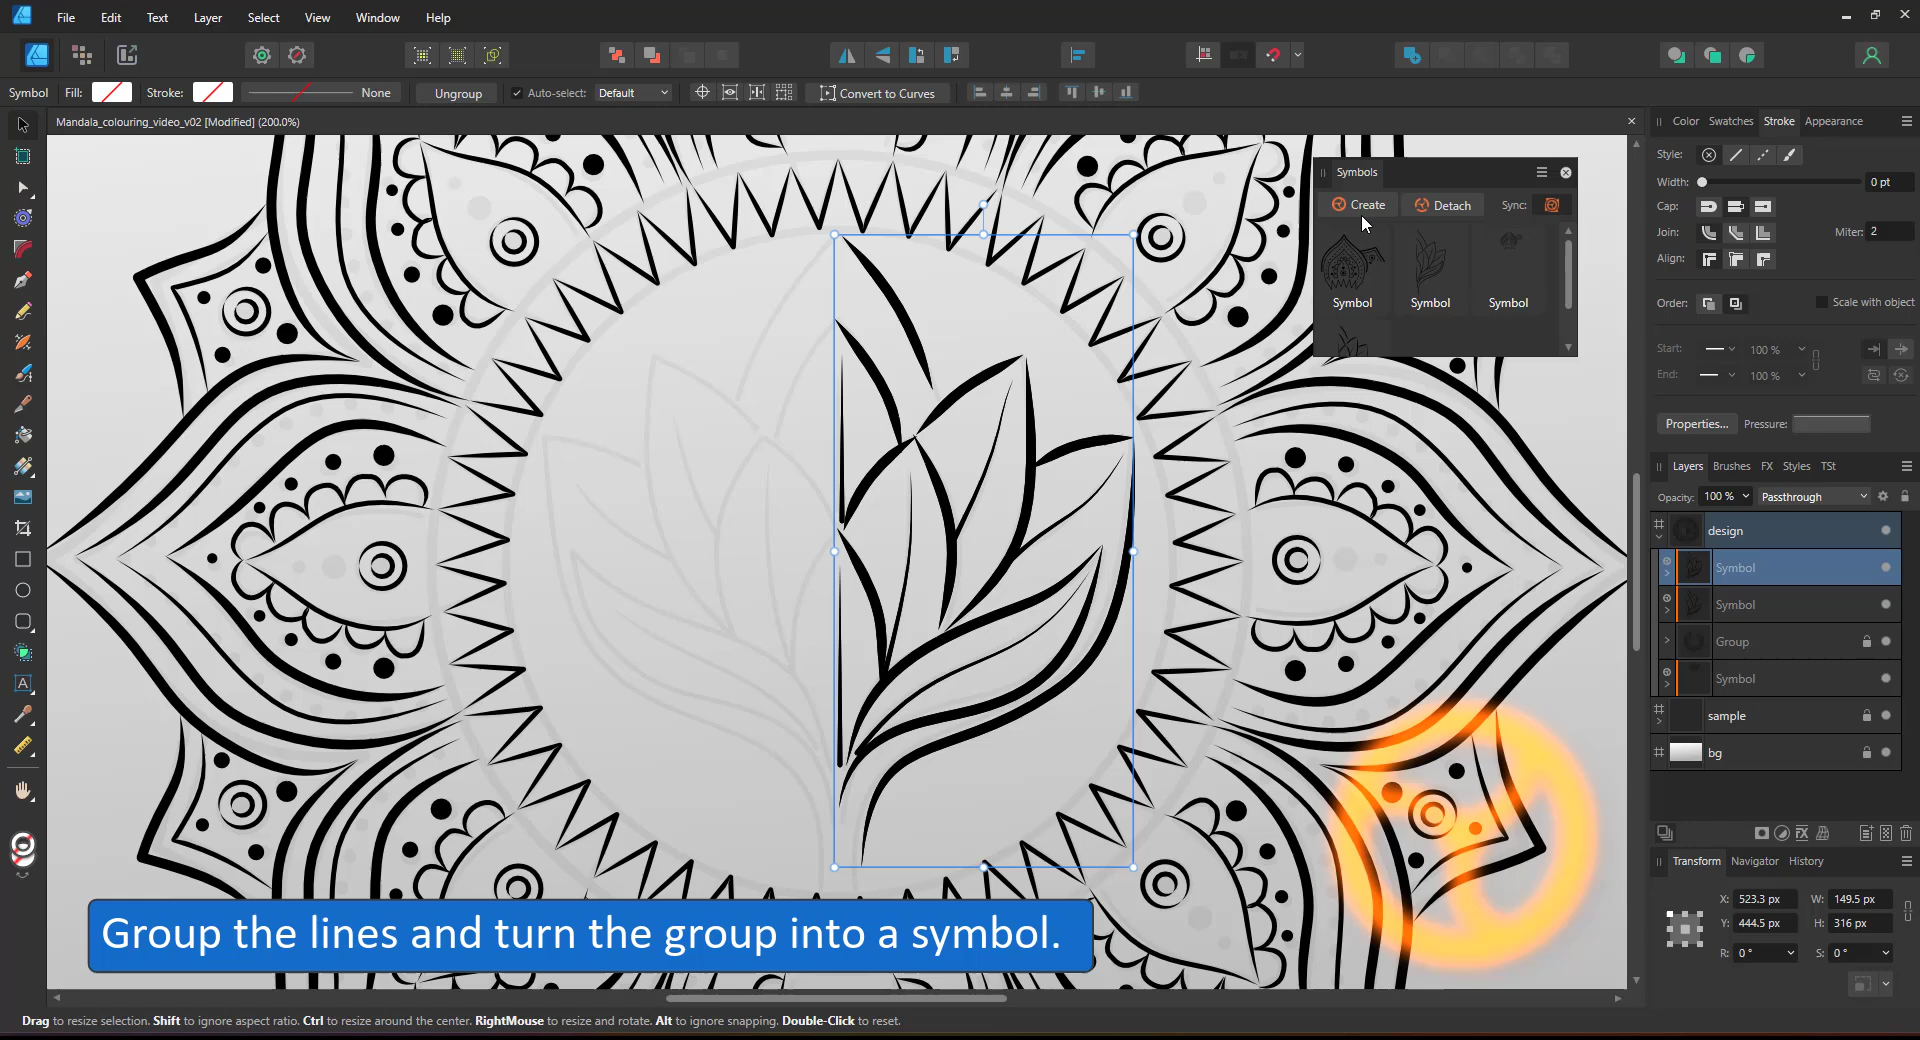 File Edit Text Layer Select View Window Help
Symbol Fill: Stroke: None Ungroup Auto-select: Default Convert to Curves
Mandala_colouring_video_v02 [Modified] (200.0%)
Symbols
Create Detach Sync:
Symbol Symbol Symbol
Color Swatches Stroke Appearance
Style:
Width: 0 pt
Cap:
Join: Miter: 2
Align:
Order: Scale with object
Start: 100 %
End: 100 %
Properties... Pressure:
Layers Brushes FX Styles TSt
Opacity: 100 % Passthrough
design
Symbol
Symbol
Group
Symbol
sample
bg
Transform Navigator History
X: 523.3 px W: 149.5 px
Y: 444.5 px H: 316 px
R: 0 ° S: 0 °
Group the lines and turn the group into a symbol.
Drag to resize selection. Shift to ignore aspect ratio. Ctrl to resize around the center. RightMouse to resize and rotate. Alt to ignore snapping. Double-Click to reset.